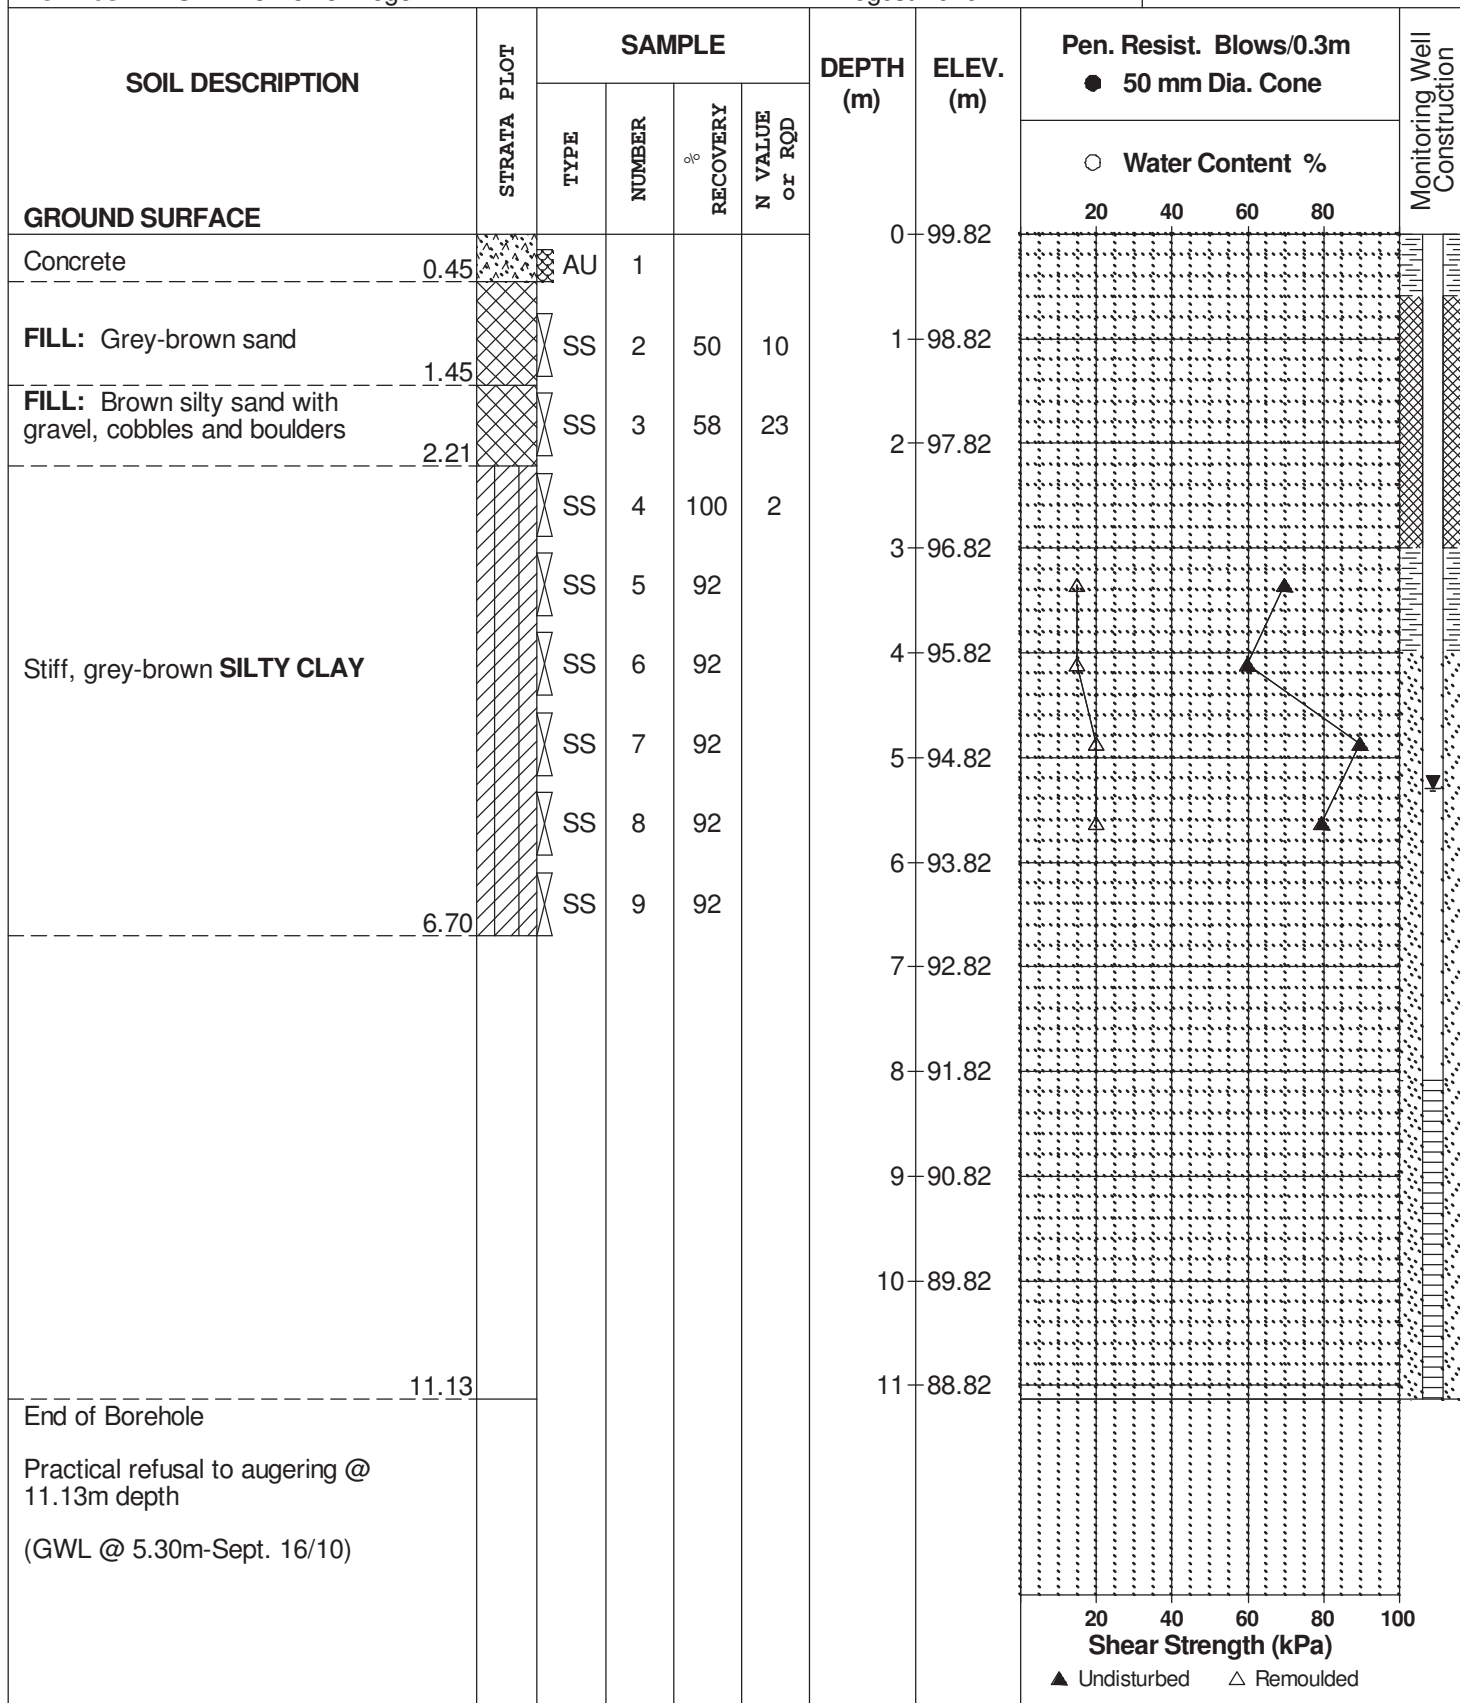 SOIL DESCRIPTION
GROUND SURFACE
STRATA PLOT
SAMPLE
TYPE
NUMBER
% RECOVERY
N VALUE or RQD
DEPTH (m)
ELEV. (m)
Pen. Resist. Blows/0.3m
● 50 mm Dia. Cone
○ Water Content %
20 40 60 80
Monitoring Well Construction
0 99.82
Concrete 0.45 AU 1
FILL: Grey-brown sand 1.45 SS 2 50 10
1 98.82
FILL: Brown silty sand with
gravel, cobbles and boulders 2.21 SS 3 58 23
2 97.82
SS 4 100 2
3 96.82
SS 5 92
4 95.82
Stiff, grey-brown SILTY CLAY SS 6 92
SS 7 92
5 94.82
SS 8 92
6 93.82
SS 9 92
6.70
7 92.82
8 91.82
9 90.82
10 89.82
11 88.82
11.13
End of Borehole
Practical refusal to augering @
11.13m depth
(GWL @ 5.30m-Sept. 16/10)
20 40 60 80 100
Shear Strength (kPa)
▲ Undisturbed △ Remoulded